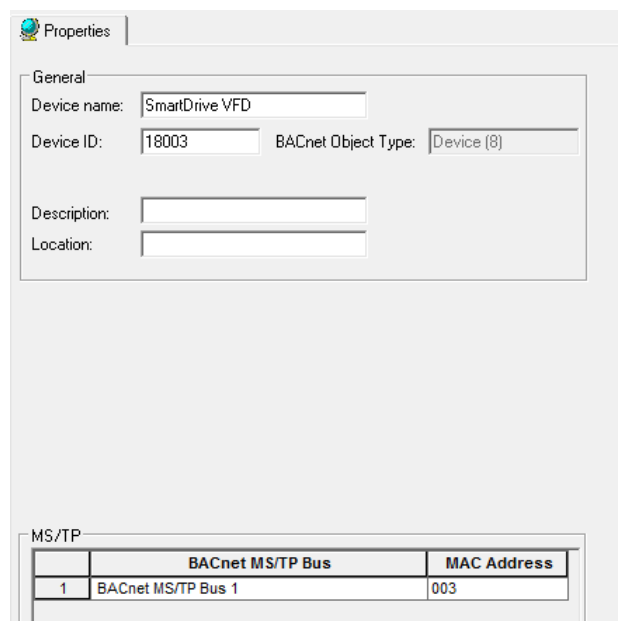 Properties
General
Device name: SmartDrive VFD
Device ID: 18003 BACnet Object Type: Device (8)
Description:
Location:
MS/TP
BACnet MS/TP Bus MAC Address
1 BACnet MS/TP Bus 1 003